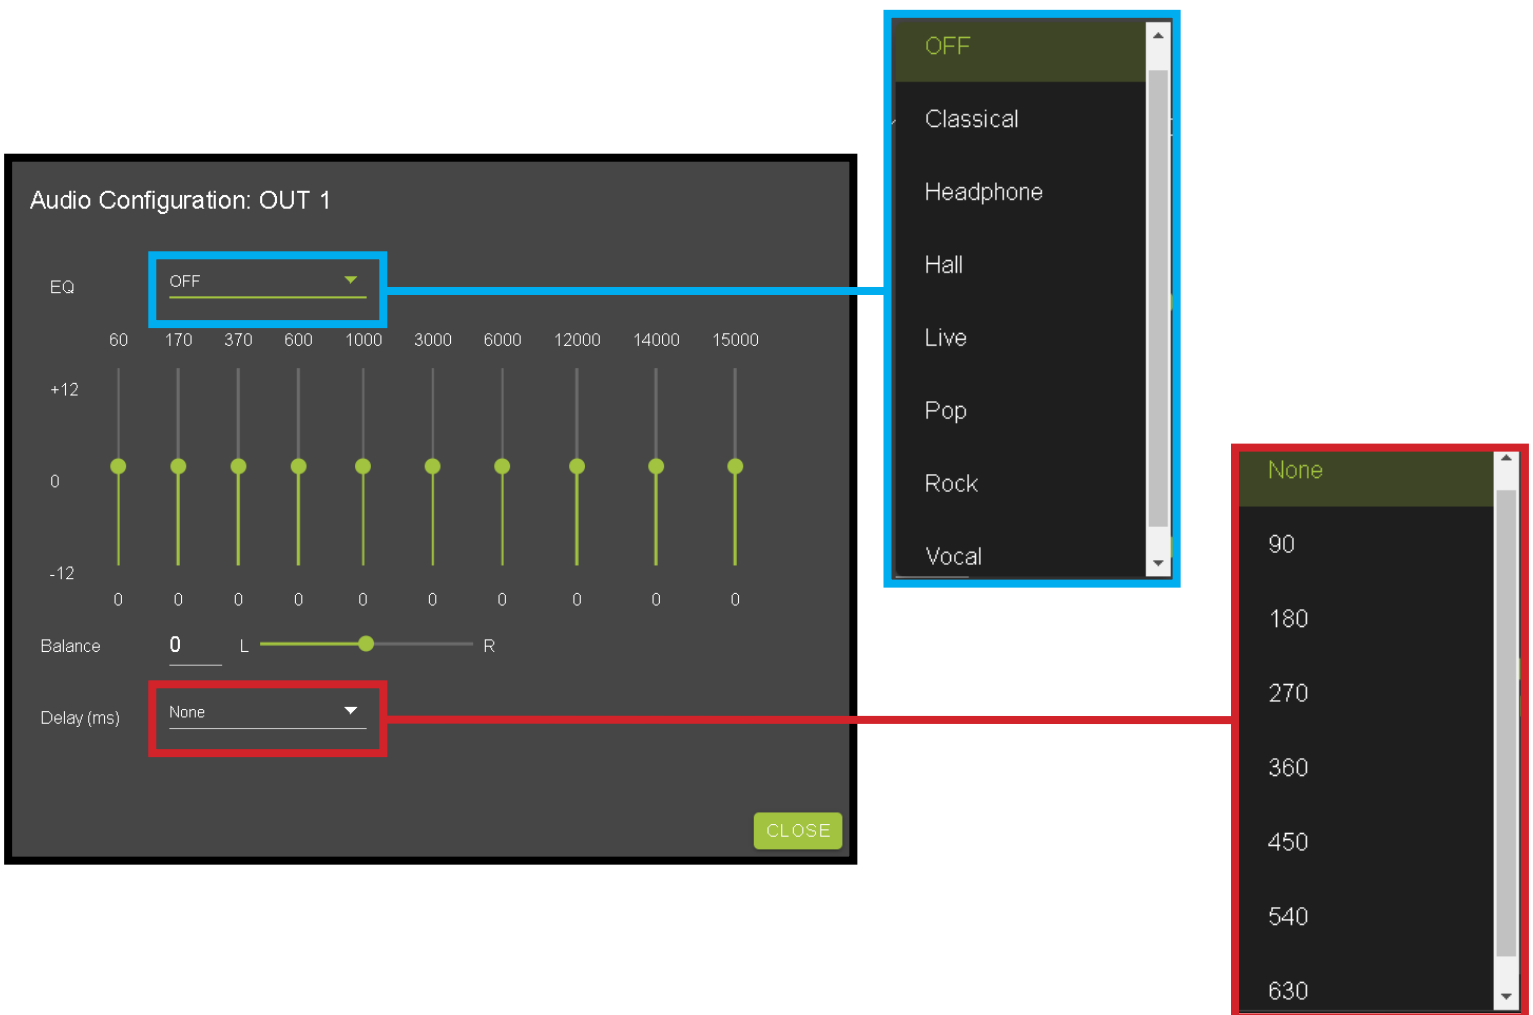 Audio Configuration: OUT 1
EQ
OFF
60 170 370 600 1000 3000 6000 12000 14000 15000
+12
0
-12
0 0 0 0 0 0 0 0 0 0
Balance 0 L R
Delay (ms) None
CLOSE
OFF
Classical
Headphone
Hall
Live
Pop
Rock
Vocal
None
90
180
270
360
450
540
630